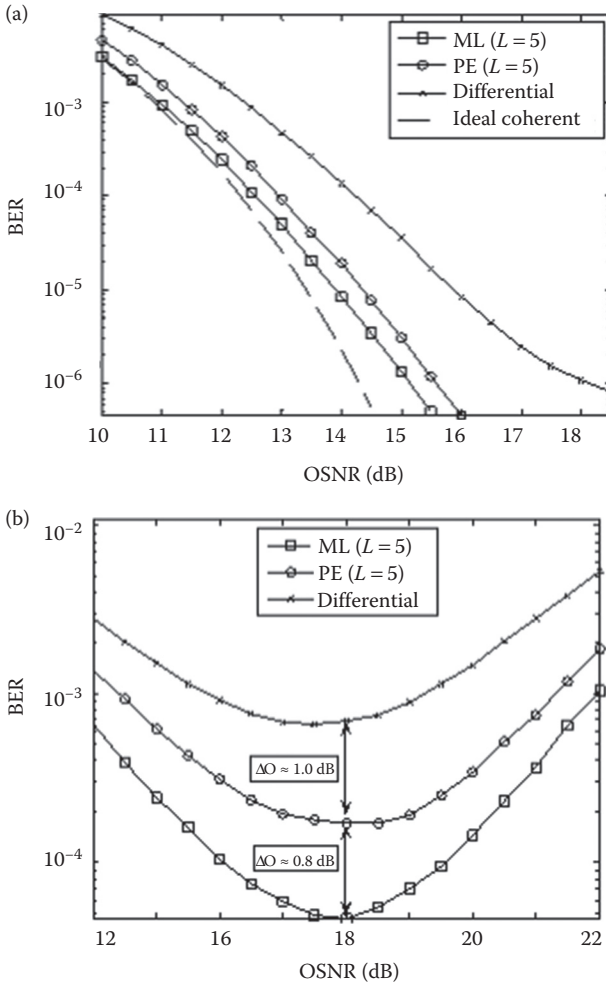 (a)
ML (L = 5)
PE (L = 5)
Differential
Ideal coherent
10⁻³
10⁻⁴
10⁻⁵
10⁻⁶
BER
10 11 12 13 14 15 16 17 18
OSNR (dB)
(b)
10⁻²
10⁻³
10⁻⁴
BER
ML (L = 5)
PE (L = 5)
Differential
ΔO ≈ 1.0 dB
ΔO ≈ 0.8 dB
12 16 18 20 22
OSNR (dB)